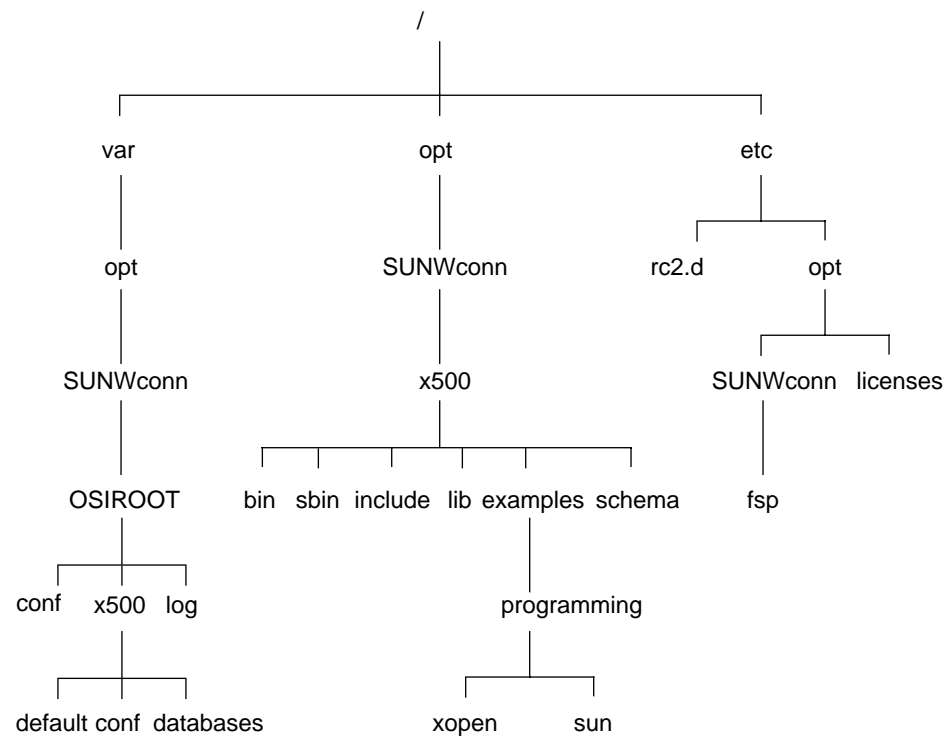 /
var opt etc
opt SUNWconn rc2.d opt
SUNWconn x500 SUNWconn licenses
OSIROOT bin sbin include lib examples schema fsp
conf x500 log programming
default conf databases xopen sun